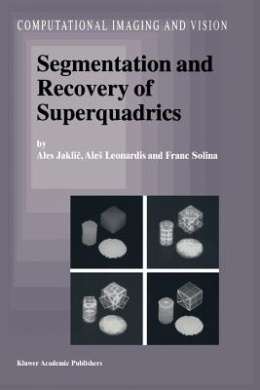 COMPUTATIONAL IMAGING AND VISION
Segmentation and
Recovery of
Superquadrics
by
Ales Jaklič, Aleš Leonardis and Franc Solina
Kluwer Academic Publishers